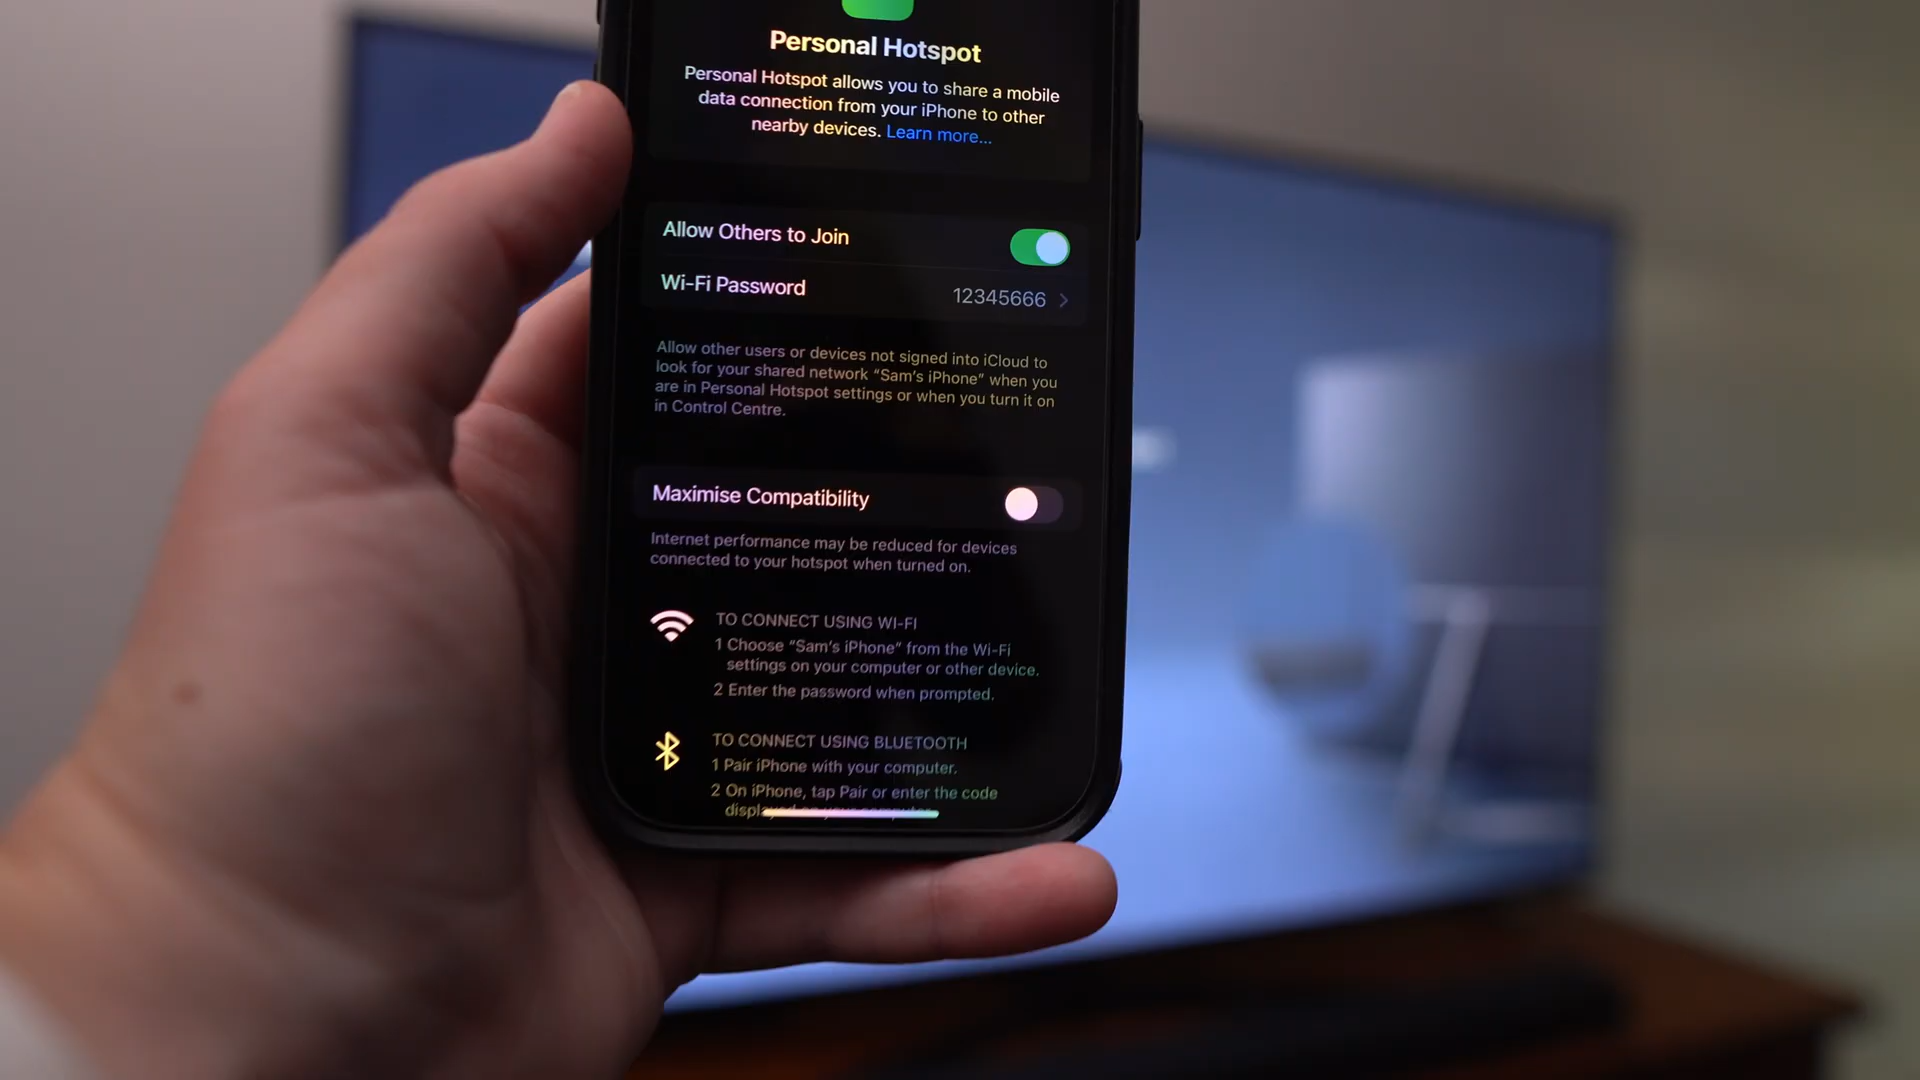 Personal Hotspot
Personal Hotspot allows you to share a mobile
data connection from your iPhone to other
nearby devices. Learn more...
Allow Others to Join
Wi-Fi Password 12345666
Allow other users or devices not signed into iCloud to
look for your shared network “Sam’s iPhone” when you
are in Personal Hotspot settings or when you turn it on
in Control Centre.
Maximise Compatibility
Internet performance may be reduced for devices
connected to your hotspot when turned on.
TO CONNECT USING WI-FI
1 Choose “Sam’s iPhone” from the Wi-Fi
settings on your computer or other device.
2 Enter the password when prompted.
TO CONNECT USING BLUETOOTH
1 Pair iPhone with your computer.
2 On iPhone, tap Pair or enter the code
displayed on your computer.